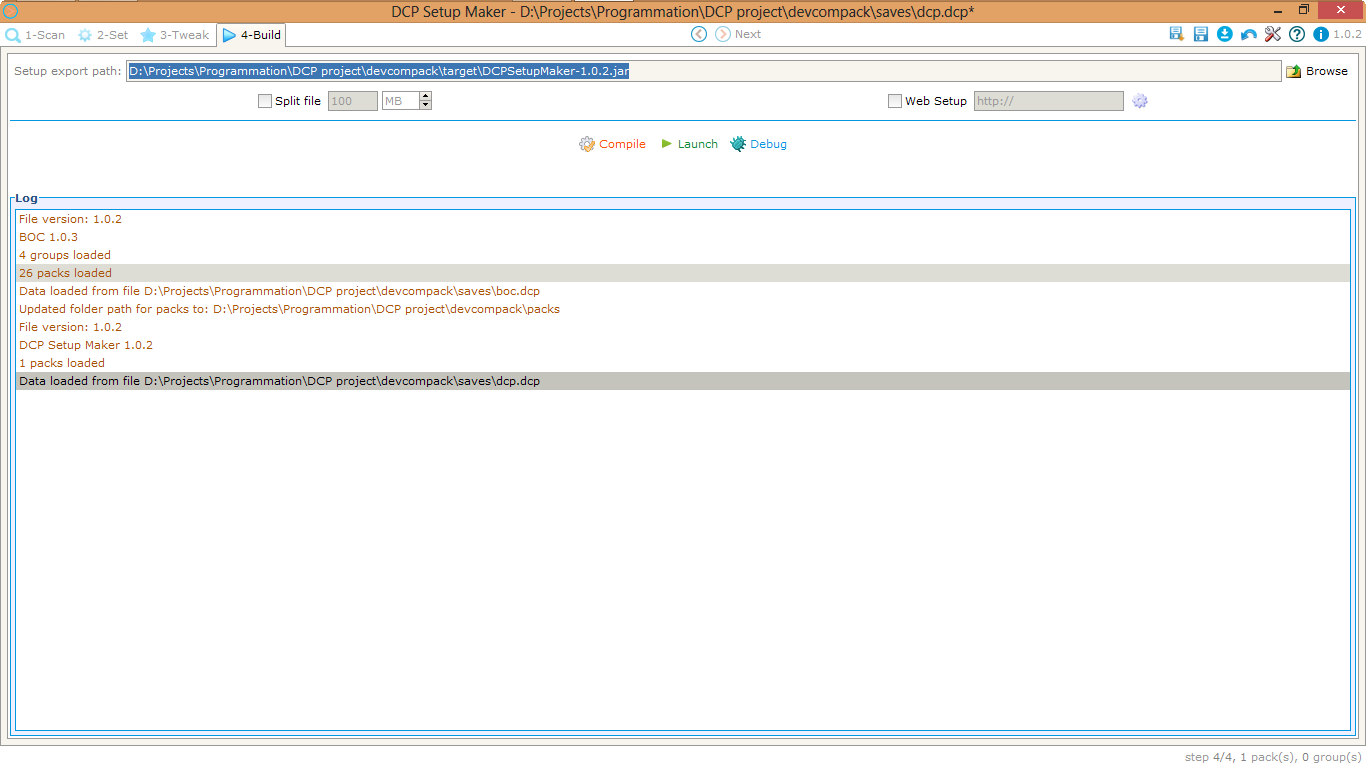 DCP Setup Maker - D:\Projects\Programmation\DCP project\devcompack\saves\dcp.dcp*
1-Scan 2-Set 3-Tweak 4-Build Next 1.0.2
Setup export path: D:\Projects\Programmation\DCP project\devcompack\target\DCPSetupMaker-1.0.2.jar Browse
Split file 100 MB Web Setup http://
Compile Launch Debug
Log
File version: 1.0.2
BOC 1.0.3
4 groups loaded
26 packs loaded
Data loaded from file D:\Projects\Programmation\DCP project\devcompack\saves\boc.dcp
Updated folder path for packs to: D:\Projects\Programmation\DCP project\devcompack\packs
File version: 1.0.2
DCP Setup Maker 1.0.2
1 packs loaded
Data loaded from file D:\Projects\Programmation\DCP project\devcompack\saves\dcp.dcp
step 4/4, 1 pack(s), 0 group(s)